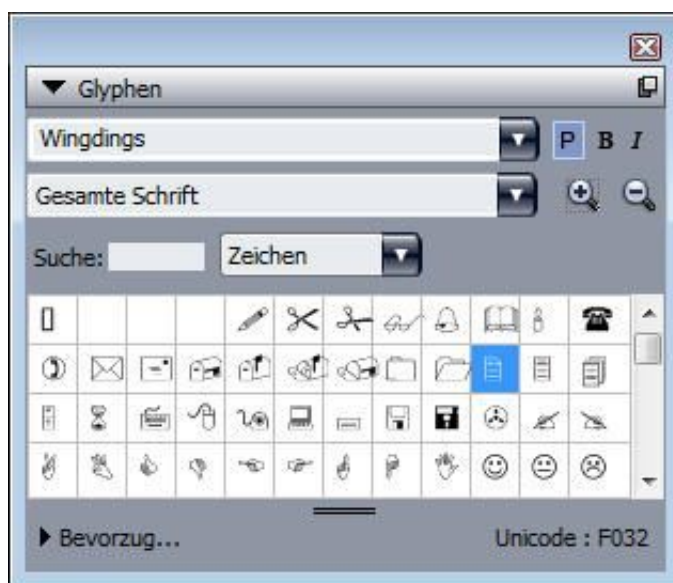 Glyphen
Wingdings P B I
Gesamte Schrift
Suche: Zeichen
Bevorzug... Unicode : F032